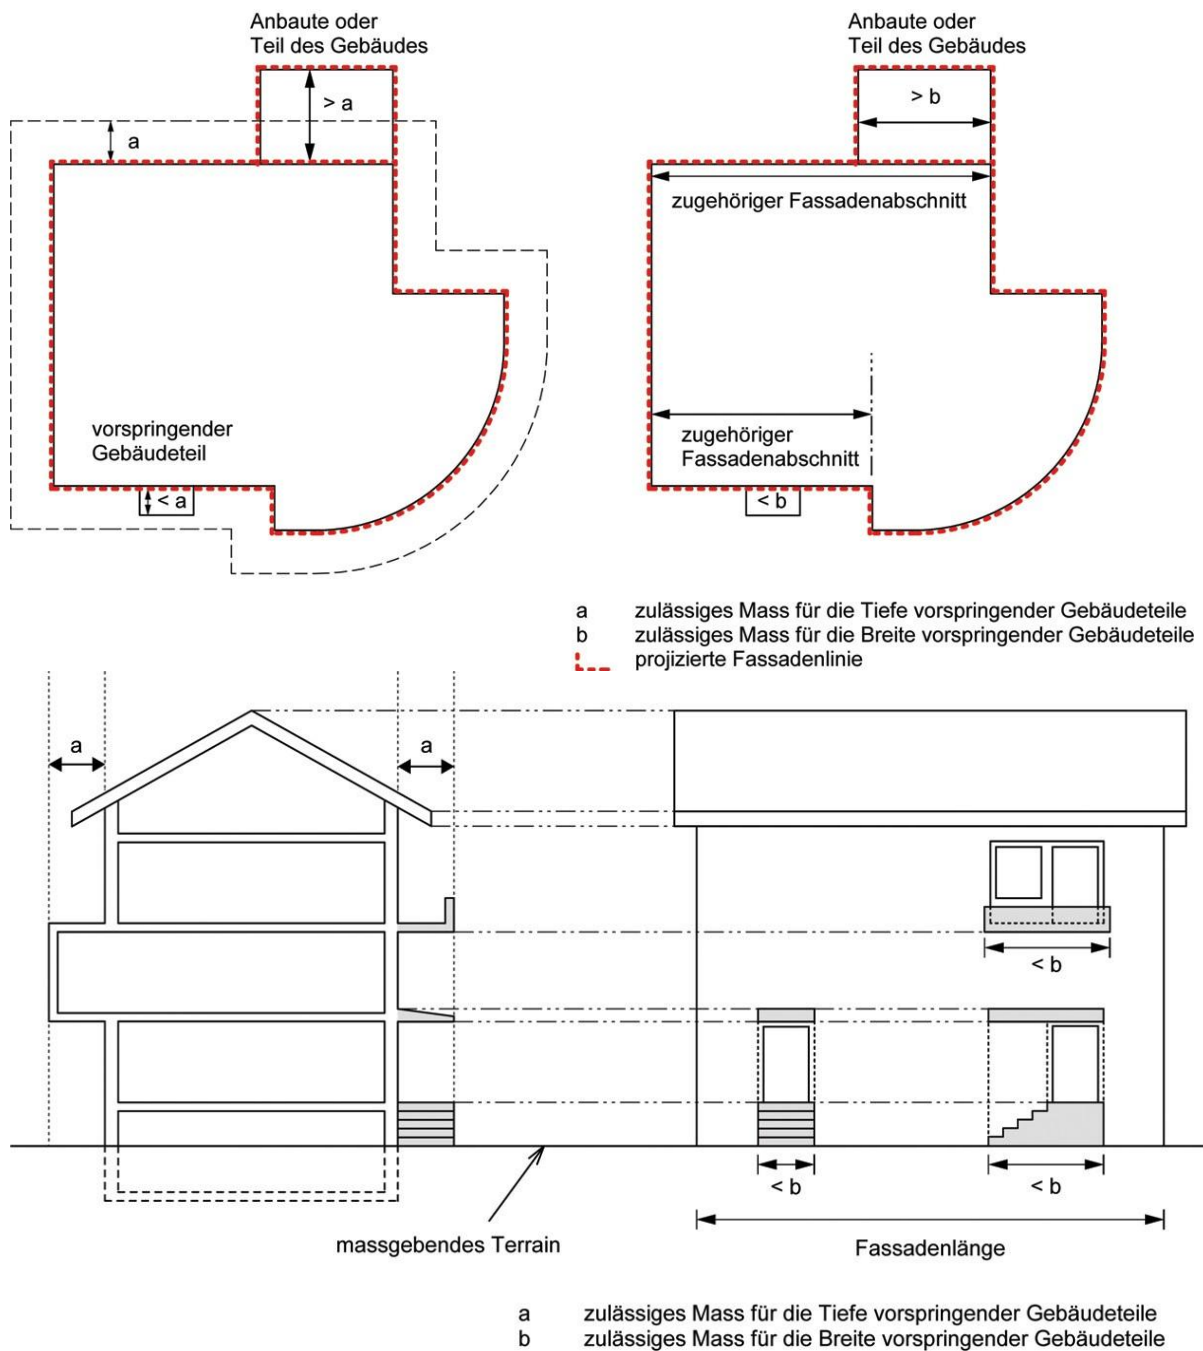 Anbaute oder
Teil des Gebäudes
> a
a
vorspringender
Gebäudeteil
< a
Anbaute oder
Teil des Gebäudes
> b
zugehöriger Fassadenabschnitt
zugehöriger
Fassadenabschnitt
< b
a zulässiges Mass für die Tiefe vorspringender Gebäudeteile
b zulässiges Mass für die Breite vorspringender Gebäudeteile
projizierte Fassadenlinie
a
a
< b
< b
< b
massgebendes Terrain
Fassadenlänge
a zulässiges Mass für die Tiefe vorspringender Gebäudeteile
b zulässiges Mass für die Breite vorspringender Gebäudeteile